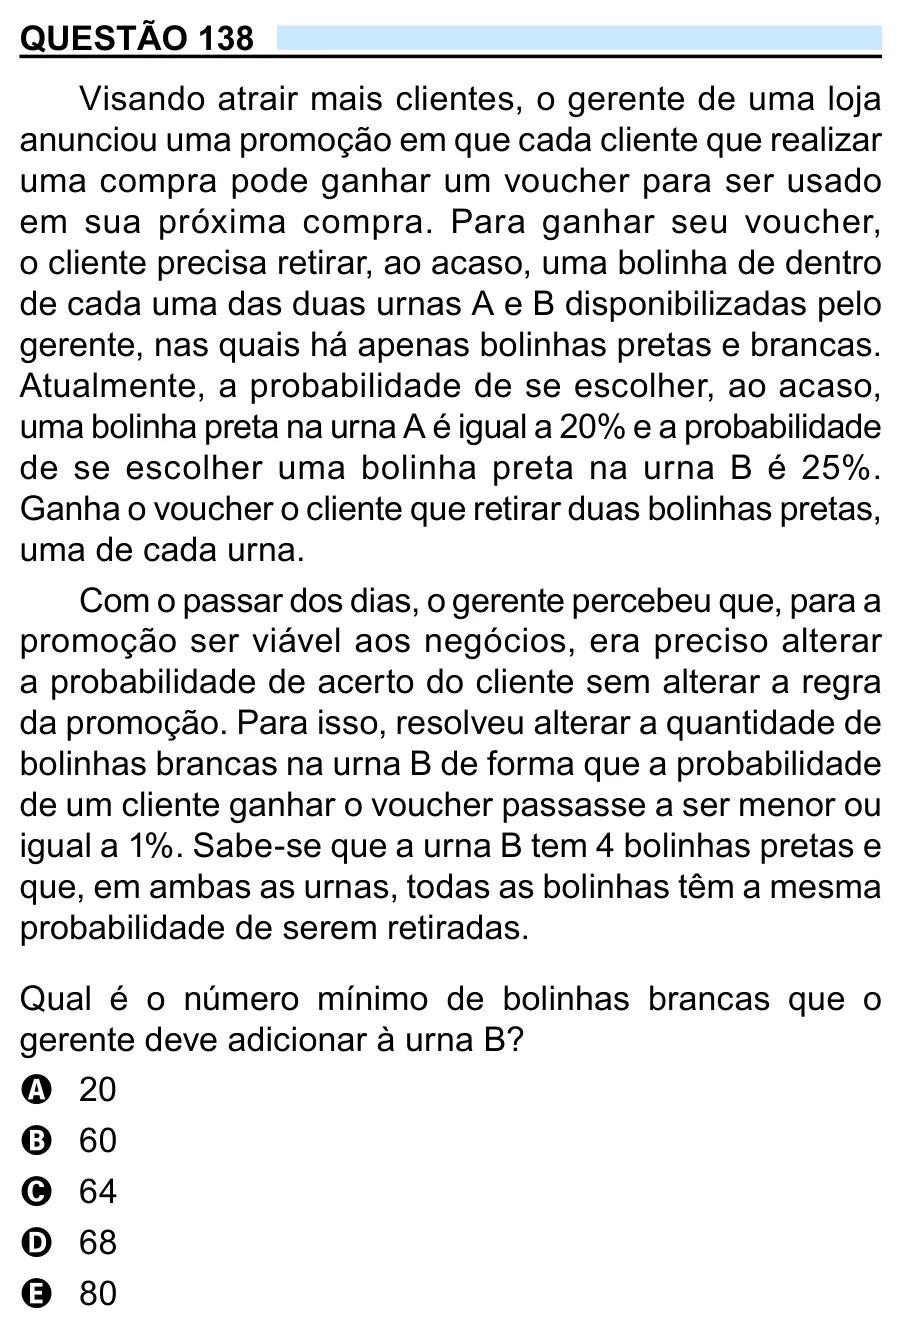 QUESTÃO 138
Visando atrair mais clientes, o gerente de uma loja
anunciou uma promoção em que cada cliente que realizar
uma compra pode ganhar um voucher para ser usado
em sua próxima compra. Para ganhar seu voucher,
o cliente precisa retirar, ao acaso, uma bolinha de dentro
de cada uma das duas urnas A e B disponibilizadas pelo
gerente, nas quais há apenas bolinhas pretas e brancas.
Atualmente, a probabilidade de se escolher, ao acaso,
uma bolinha preta na urna A é igual a 20% e a probabilidade
de se escolher uma bolinha preta na urna B é 25%.
Ganha o voucher o cliente que retirar duas bolinhas pretas,
uma de cada urna.
Com o passar dos dias, o gerente percebeu que, para a
promoção ser viável aos negócios, era preciso alterar
a probabilidade de acerto do cliente sem alterar a regra
da promoção. Para isso, resolveu alterar a quantidade de
bolinhas brancas na urna B de forma que a probabilidade
de um cliente ganhar o voucher passasse a ser menor ou
igual a 1%. Sabe-se que a urna B tem 4 bolinhas pretas e
que, em ambas as urnas, todas as bolinhas têm a mesma
probabilidade de serem retiradas.
Qual é o número mínimo de bolinhas brancas que o
gerente deve adicionar à urna B?
A 20
B 60
C 64
D 68
E 80